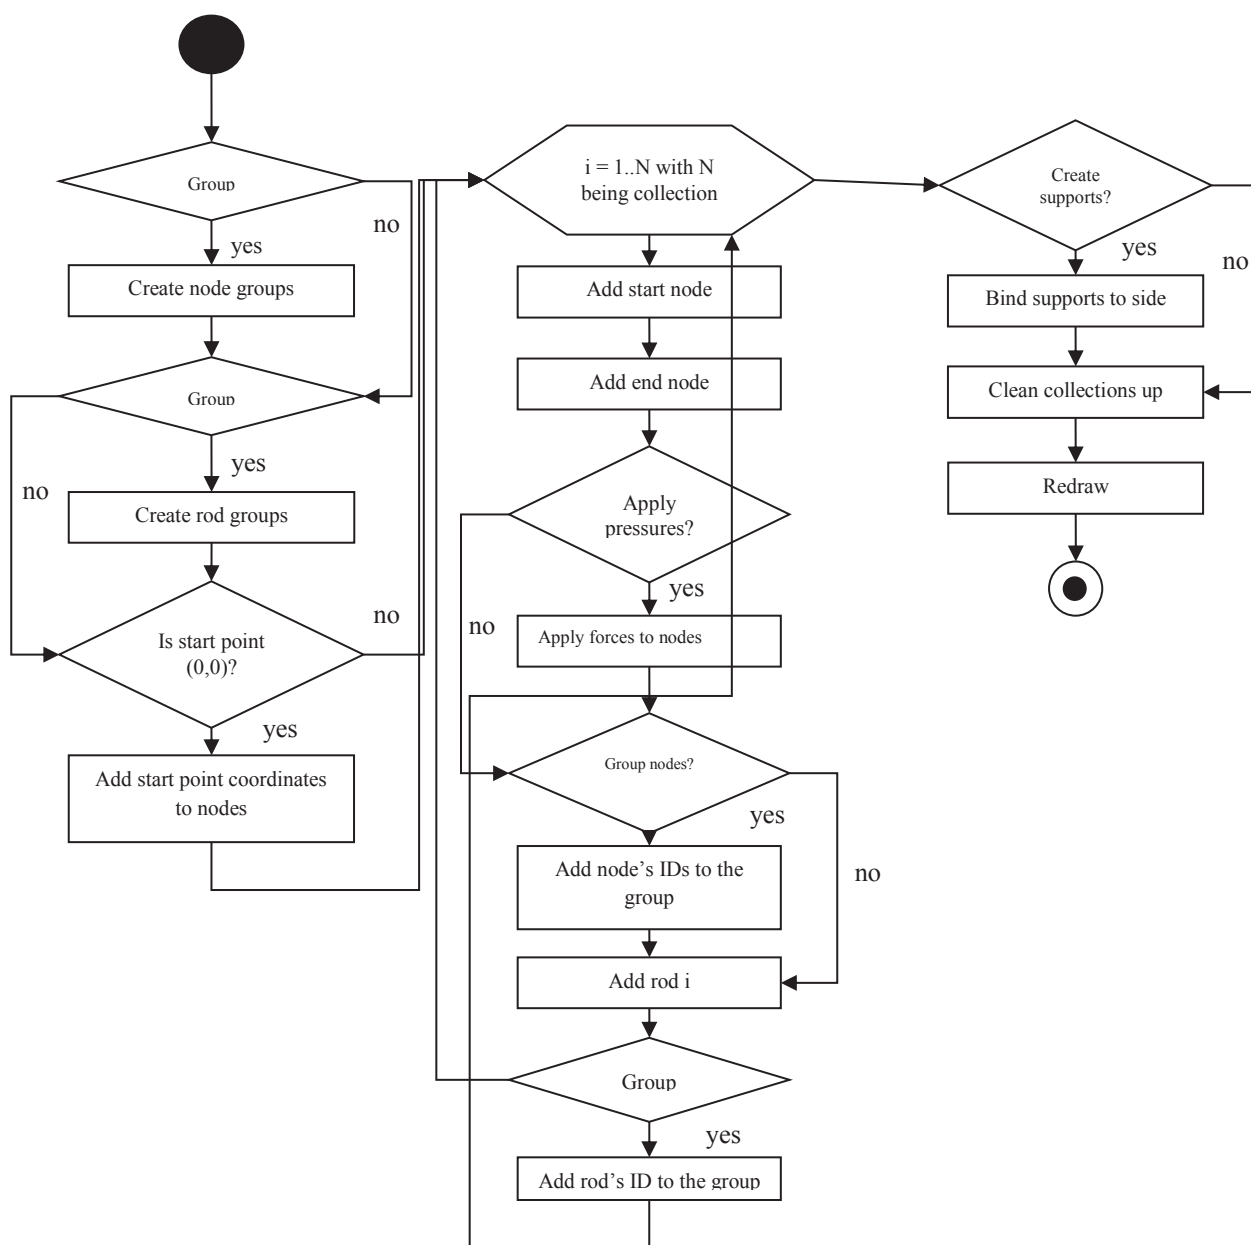 Group
no
yes
Create node groups
Group
yes
no
Create rod groups
no
Is start point
(0,0)?
yes
Add start point coordinates
to nodes
i = 1..N with N
being collection
Add start node
Add end node
Apply
pressures?
yes
no
Apply forces to nodes
Group nodes?
yes
no
Add node’s IDs to the
group
Add rod i
Group
yes
Add rod’s ID to the group
Create
supports?
yes
no
Bind supports to side
Clean collections up
Redraw